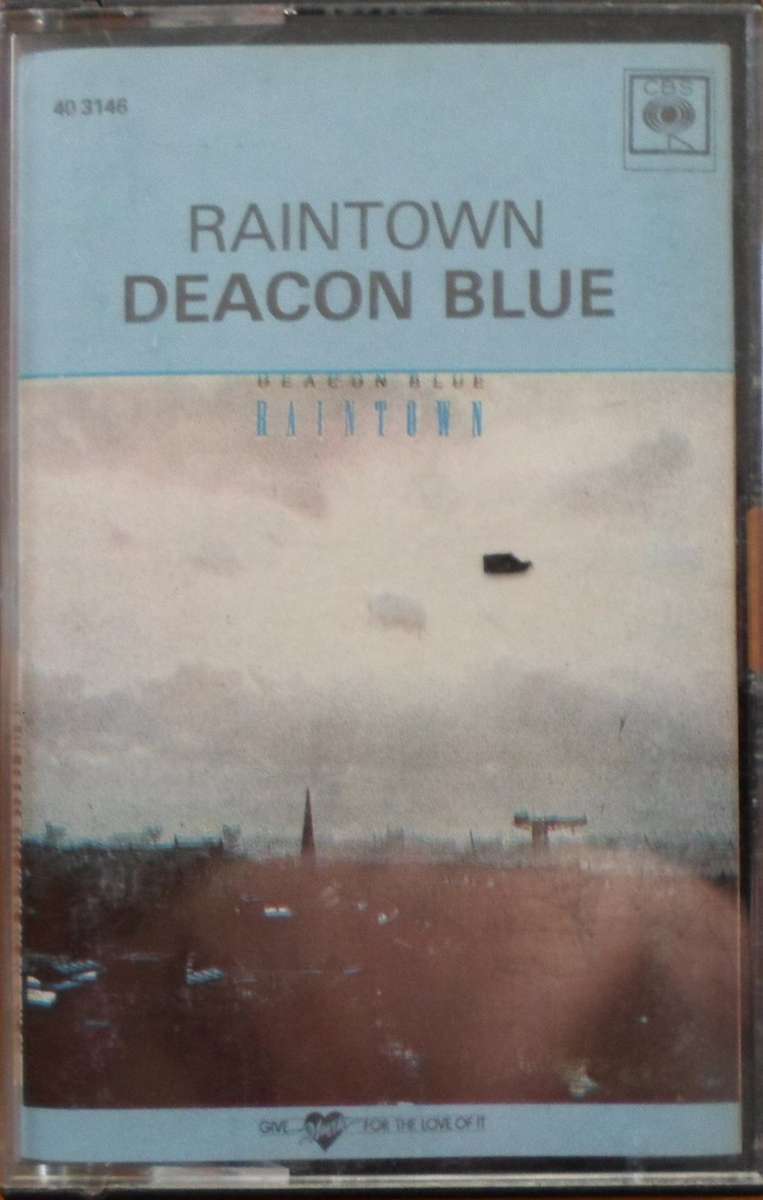 40 3146
CBS
RAINTOWN
DEACON BLUE
DEACON BLUE
RAINTOWN
GIVE FOR THE LOVE OF IT